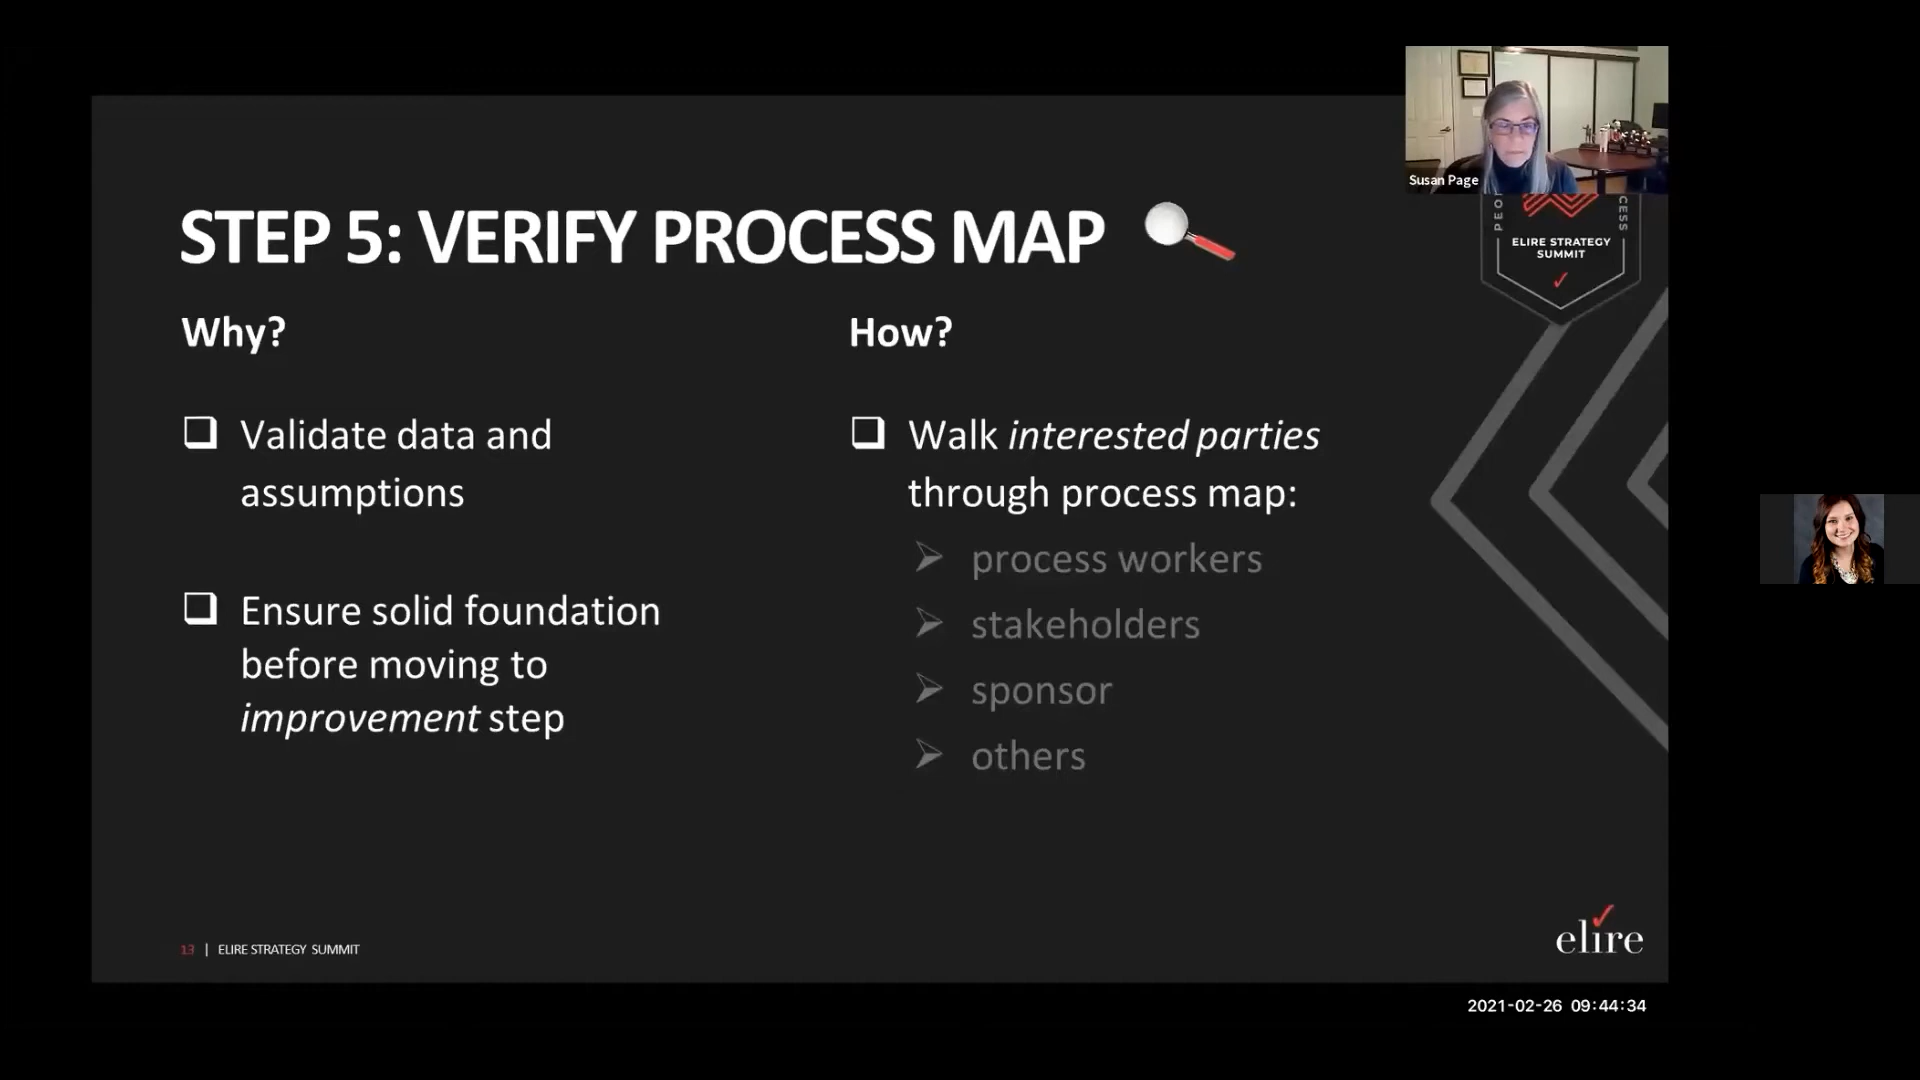 Susan Page
ELIRE STRATEGY
SUMMIT
STEP 5: VERIFY PROCESS MAP
Why?
Validate data and
assumptions
Ensure solid foundation
before moving to
improvement step
How?
Walk interested parties
through process map:
process workers
stakeholders
sponsor
others
13 | ELIRE STRATEGY SUMMIT
elire
2021-02-26 09:44:34